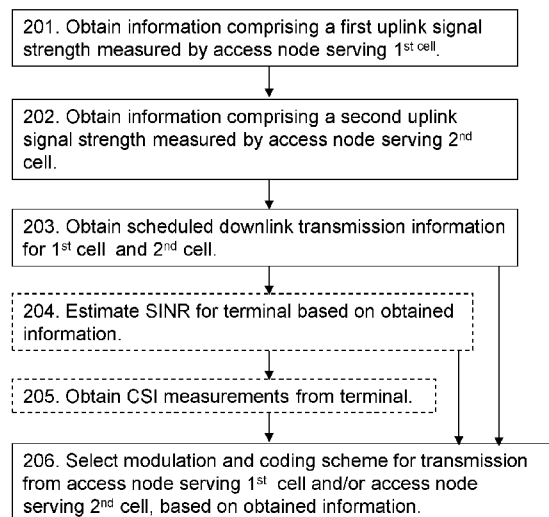 201. Obtain information comprising a first uplink signal
strength measured by access node serving 1st cell.
202. Obtain information comprising a second uplink
signal strength measured by access node serving 2nd
cell.
203. Obtain scheduled downlink transmission information
for 1st cell and 2nd cell.
204. Estimate SINR for terminal based on obtained
information.
205. Obtain CSI measurements from terminal.
206. Select modulation and coding scheme for transmission
from access node serving 1st cell and/or access node
serving 2nd cell, based on obtained information.